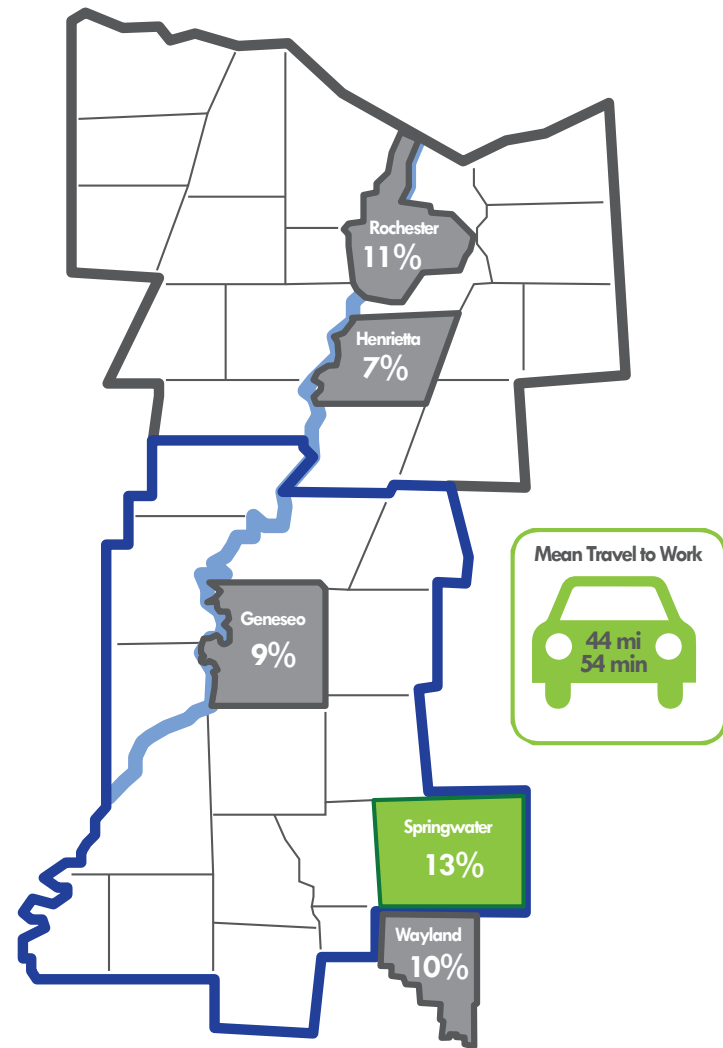 Rochester
11%
Henrietta
7%
Mean Travel to Work
44 mi
54 min
Geneseo
9%
Springwater
13%
Wayland
10%